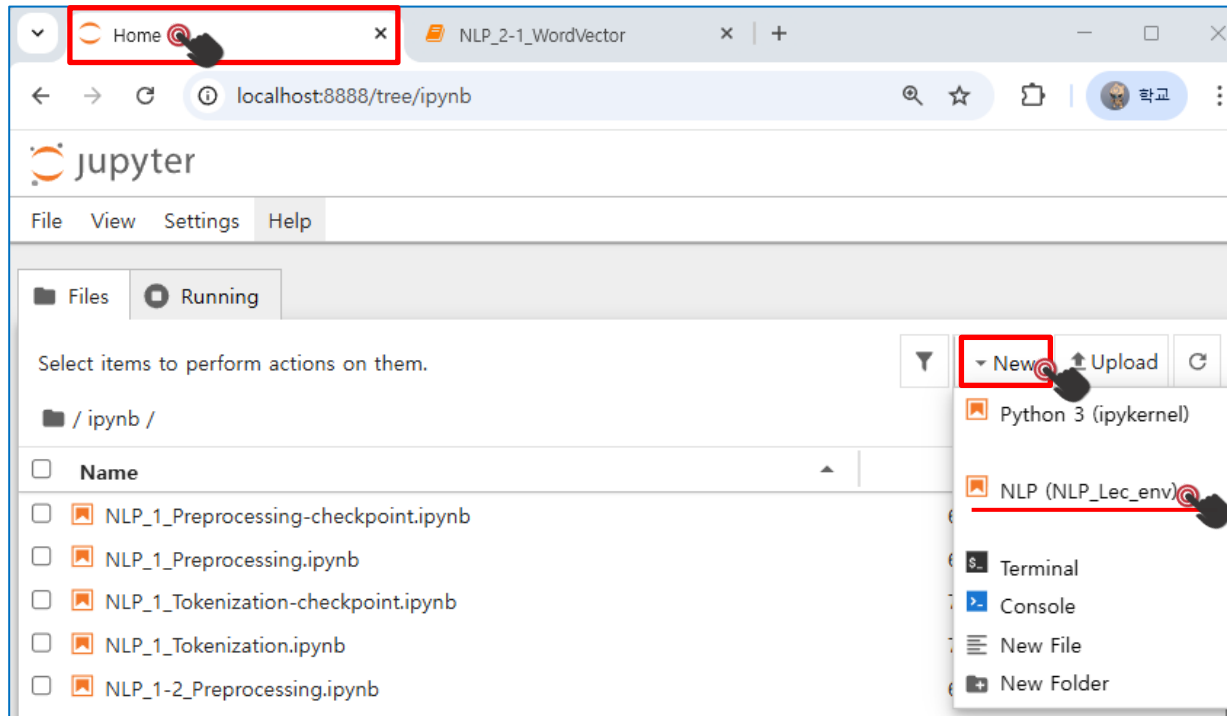 Home
NLP_2-1_WordVector
localhost:8888/tree/ipynb
학교
jupyter
File View Settings Help
Files Running
Select items to perform actions on them.
New Upload
/ ipynb /
Python 3 (ipykernel)
Name
NLP (NLP_Lec_env)
NLP_1_Preprocessing-checkpoint.ipynb
NLP_1_Preprocessing.ipynb
Terminal
NLP_1_Tokenization-checkpoint.ipynb
Console
NLP_1_Tokenization.ipynb
New File
NLP_1-2_Preprocessing.ipynb
New Folder